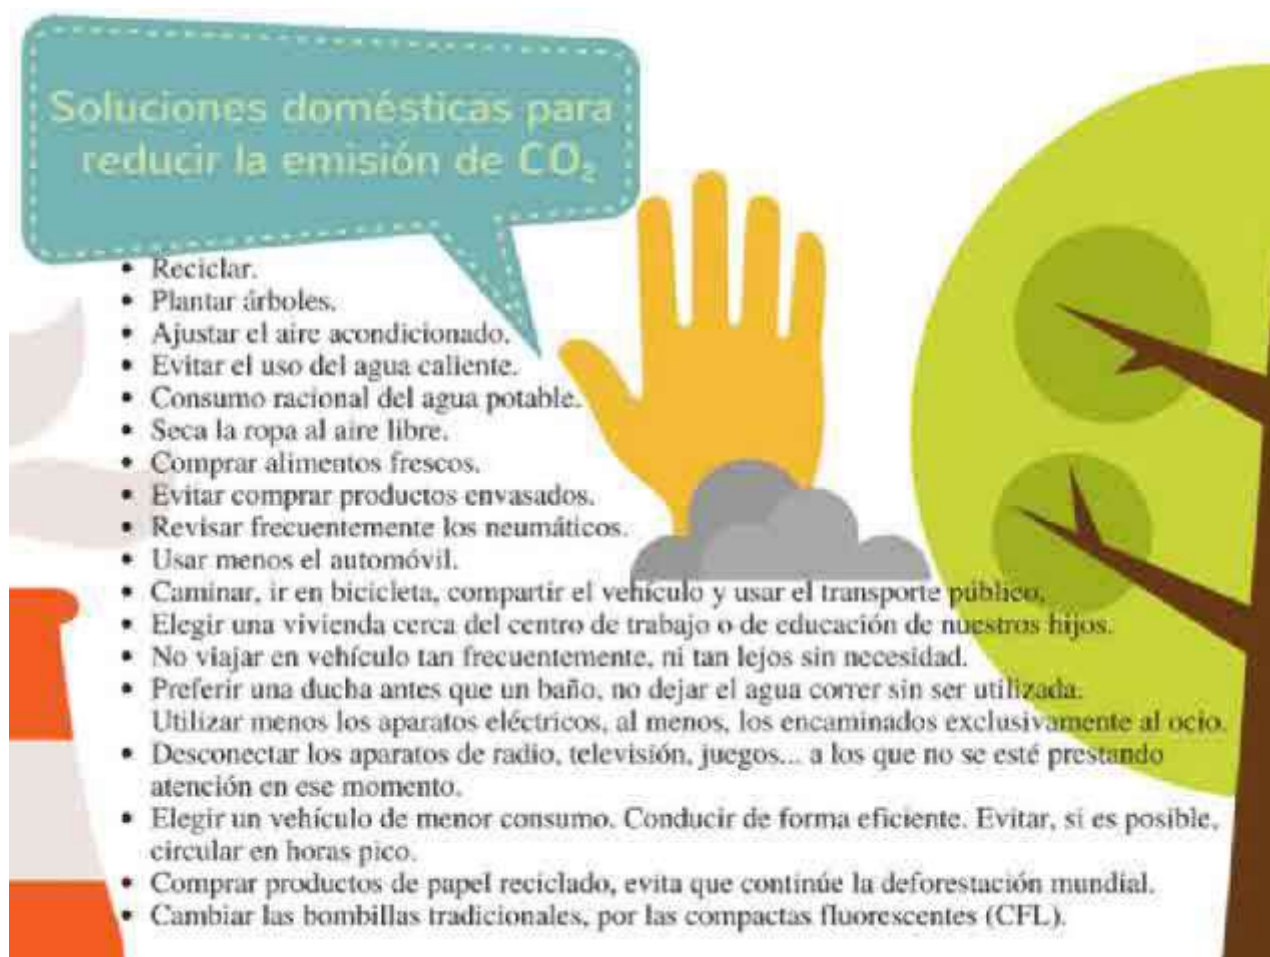 Soluciones domésticas para
reducir la emisión de CO₂
• Reciclar.
• Plantar árboles.
• Ajustar el aire acondicionado.
• Evitar el uso del agua caliente.
• Consumo racional del agua potable.
• Seca la ropa al aire libre.
• Comprar alimentos frescos.
• Evitar comprar productos envasados.
• Revisar frecuentemente los neumáticos.
• Usar menos el automóvil.
• Caminar, ir en bicicleta, compartir el vehículo y usar el transporte público.
• Elegir una vivienda cerca del centro de trabajo o de educación de nuestros hijos.
• No viajar en vehículo tan frecuentemente, ni tan lejos sin necesidad.
• Preferir una ducha antes que un baño, no dejar el agua correr sin ser utilizada.
Utilizar menos los aparatos eléctricos, al menos, los encaminados exclusivamente al ocio.
• Desconectar los aparatos de radio, televisión, juegos... a los que no se esté prestando
atención en ese momento.
• Elegir un vehículo de menor consumo. Conducir de forma eficiente. Evitar, si es posible,
circular en horas pico.
• Comprar productos de papel reciclado, evita que continúe la deforestación mundial.
• Cambiar las bombillas tradicionales, por las compactas fluorescentes (CFL).